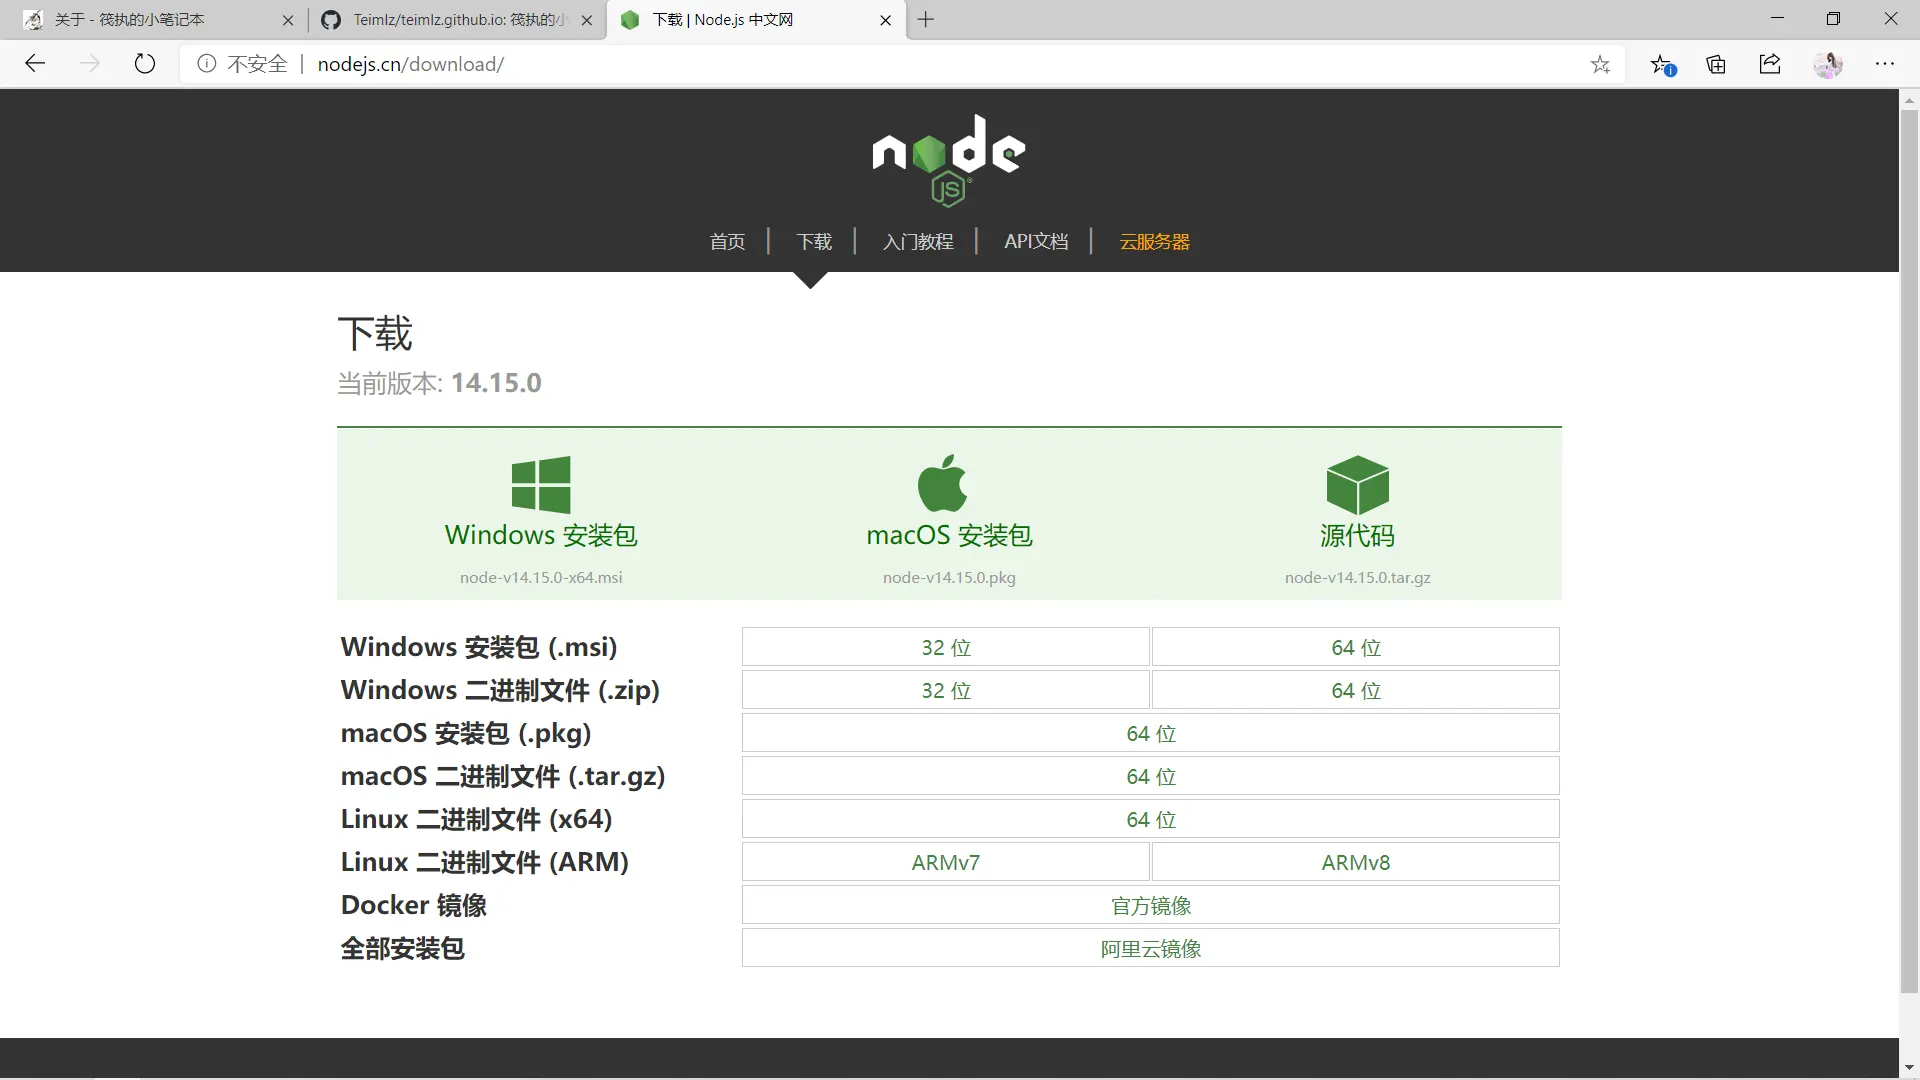 关于 - 筏执的小笔记本
Teimlz/teimlz.github.io: 筏执的小
下载 | Node.js 中文网
不安全 | nodejs.cn/download/
node
JS
首页 | 下载 | 入门教程 | API文档 | 云服务器
下载
当前版本: 14.15.0
Windows 安装包
macOS 安装包
源代码
node-v14.15.0-x64.msi
node-v14.15.0.pkg
node-v14.15.0.tar.gz
Windows 安装包 (.msi) 32 位 64 位
Windows 二进制文件 (.zip) 32 位 64 位
macOS 安装包 (.pkg) 64 位
macOS 二进制文件 (.tar.gz) 64 位
Linux 二进制文件 (x64) 64 位
Linux 二进制文件 (ARM) ARMv7 ARMv8
Docker 镜像 官方镜像
全部安装包 阿里云镜像